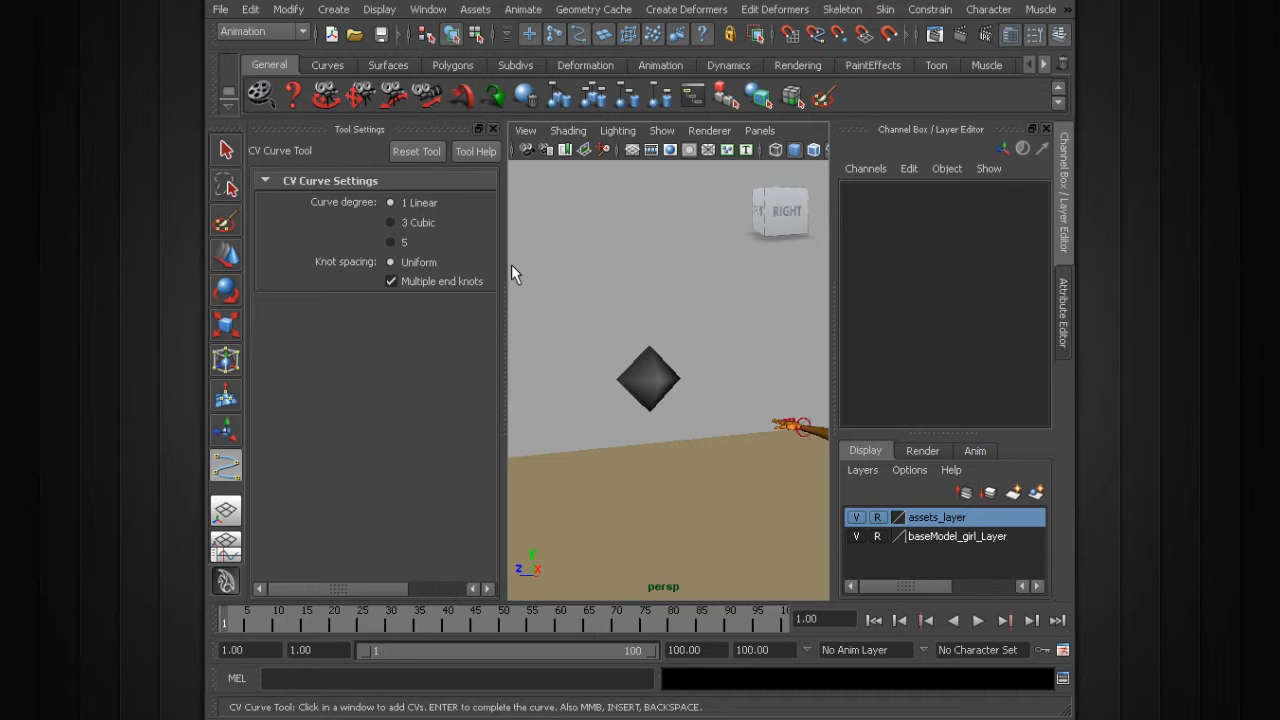 File Edit Modify Create Display Window Assets Animate Geometry Cache Create Deformers Edit Deformers Skeleton Skin Constrain Character Muscle »
Animation
General Curves Surfaces Polygons Subdivs Deformation Animation Dynamics Rendering PaintEffects Toon Muscle
Tool Settings
CV Curve Tool Reset Tool Tool Help
CV Curve Settings
Curve degree: 1 Linear
3 Cubic
5
Knot spacing: Uniform
Multiple end knots
View Shading Lighting Show Renderer Panels
RIGHT
y
z x
persp
Channel Box / Layer Editor
Channels Edit Object Show
Channel Box / Layer Editor
Attribute Editor
Display Render Anim
Layers Options Help
V R assets_layer
V R baseModel_girl_Layer
1 5 10 15 20 25 30 35 40 45 50 55 60 65 70 75 80 85 90 95 10 1.00
1.00 1.00 1 100 100.00 100.00 No Anim Layer No Character Set
MEL
CV Curve Tool: Click in a window to add CVs. ENTER to complete the curve. Also MMB, INSERT, BACKSPACE.